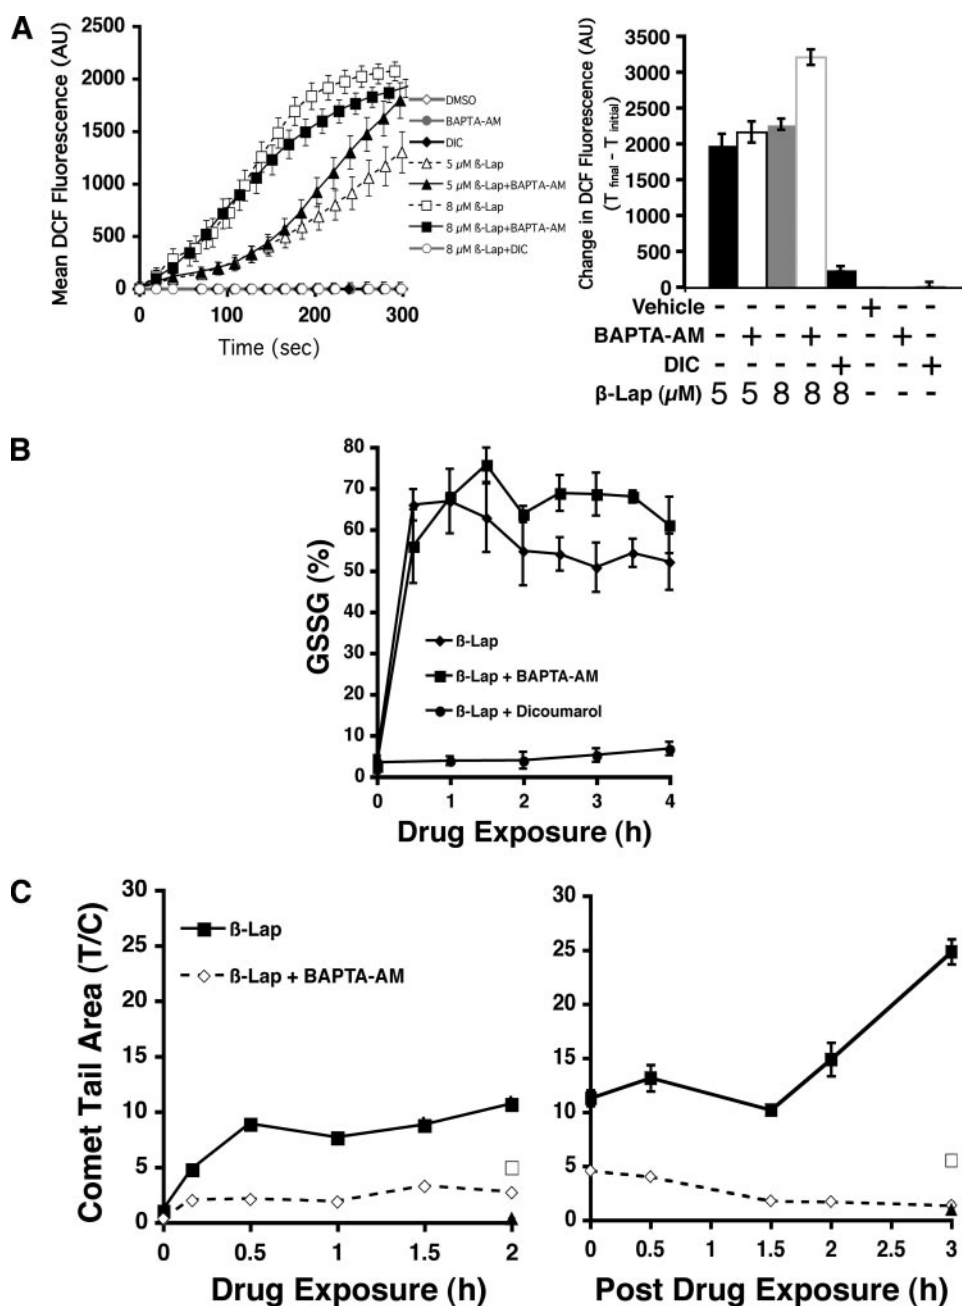 A
Mean DCF Fluorescence (AU)
2500
2000
1500
1000
500
0
0 100 200 300
Time (sec)
DMSO
BAPTA-AM
DIC
5 µM ß-Lap
5 µM ß-Lap+BAPTA-AM
8 µM ß-Lap
8 µM ß-Lap+BAPTA-AM
8 µM ß-Lap+DIC
Change in DCF Fluorescence (AU)
(T final - T initial)
3500
3000
2500
2000
1500
1000
500
0
Vehicle - - - - - + - -
BAPTA-AM - + - + - - + -
DIC - - - - + - - +
ß-Lap (µM) 5 5 8 8 8 - - -
B
GSSG (%)
80
70
60
50
40
30
20
10
0
ß-Lap
ß-Lap + BAPTA-AM
ß-Lap + Dicoumarol
0 1 2 3 4
Drug Exposure (h)
C
Comet Tail Area (T/C)
30
25
20
15
10
5
0
ß-Lap
ß-Lap + BAPTA-AM
0 0.5 1 1.5 2
Drug Exposure (h)
30
25
20
15
10
5
0
0 0.5 1 1.5 2 2.5 3
Post Drug Exposure (h)